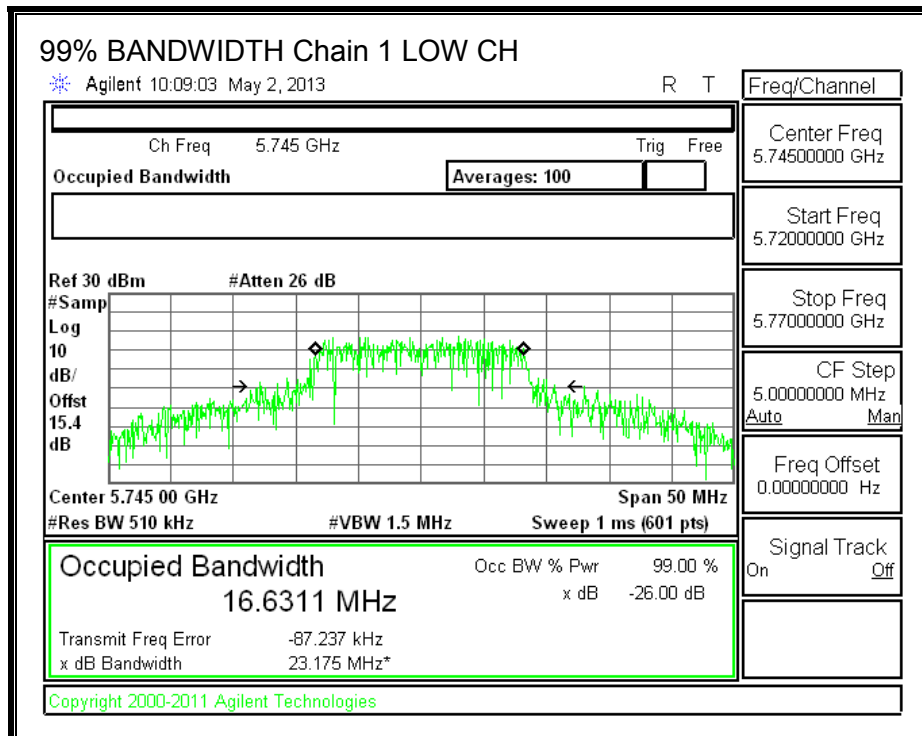 99% BANDWIDTH Chain 1 LOW CH
Agilent 10:09:03 May 2, 2013 R T
Freq/Channel
Ch Freq 5.745 GHz Trig Free
Occupied Bandwidth Averages: 100
Center Freq
5.74500000 GHz
Start Freq
5.72000000 GHz
Stop Freq
5.77000000 GHz
CF Step
5.00000000 MHz
Auto Man
Freq Offset
0.00000000 Hz
Signal Track
On Off
Ref 30 dBm #Atten 26 dB
#Samp
Log
10
dB/
Offst
15.4
dB
Center 5.745 00 GHz Span 50 MHz
#Res BW 510 kHz #VBW 1.5 MHz Sweep 1 ms (601 pts)
Occupied Bandwidth Occ BW % Pwr 99.00 %
16.6311 MHz x dB -26.00 dB
Transmit Freq Error -87.237 kHz
x dB Bandwidth 23.175 MHz*
Copyright 2000-2011 Agilent Technologies